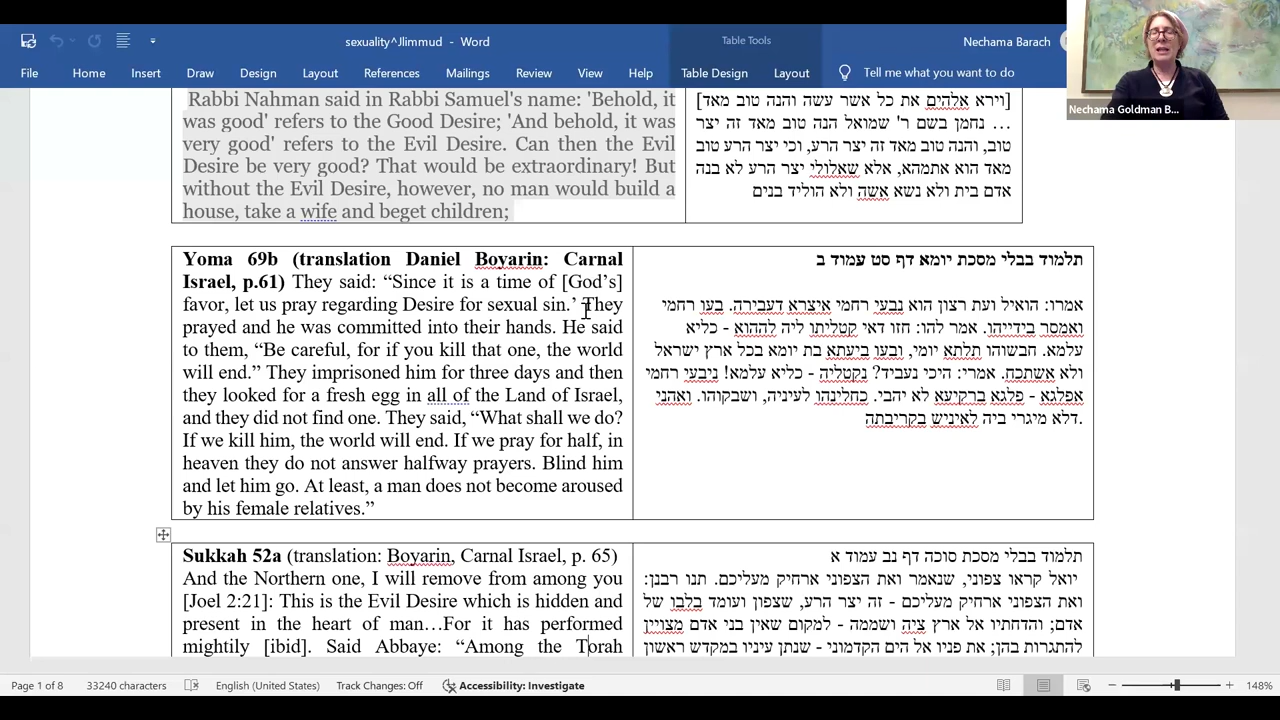 sexuality^Jlimmud - Word
Table Tools
Nechama Barach
File Home Insert Draw Design Layout References Mailings Review View Help Table Design Layout Tell me what you want to do
Nechama Goldman B...
Rabbi Nahman said in Rabbi Samuel's name: 'Behold, it
was good' refers to the Good Desire; 'And behold, it was
very good' refers to the Evil Desire. Can then the Evil
Desire be very good? That would be extraordinary! But
without the Evil Desire, however, no man would build a
house, take a wife and beget children;
[וירא אלהים את כל אשר עשה והנה טוב מאד]
... נחמן בשם ר' שמואל הנה טוב מאד זה יצר
טוב, והנה טוב מאד זה יצר הרע, וכי יצר הרע טוב
מאד הוא אתמהא, אלא שאלולי יצר הרע לא בנה
אדם בית ולא נשא אשה ולא הוליד בנים
Yoma 69b (translation Daniel Boyarin: Carnal
Israel, p.61) They said: “Since it is a time of [God’s]
favor, let us pray regarding Desire for sexual sin.’ They
prayed and he was committed into their hands. He said
to them, “Be careful, for if you kill that one, the world
will end.” They imprisoned him for three days and then
they looked for a fresh egg in all of the Land of Israel,
and they did not find one. They said, “What shall we do?
If we kill him, the world will end. If we pray for half, in
heaven they do not answer halfway prayers. Blind him
and let him go. At least, a man does not become aroused
by his female relatives.”
תלמוד בבלי מסכת יומא דף סט עמוד ב
אמרו: הואיל ועת רצון הוא נבעי רחמי איצרא דעבירה. בעו רחמי
ואמסר בידייהו. אמר להו: חזו דאי קטליתו ליה לההוא - כליא
עלמא. חבשוהו תלתא יומי, ובעו ביעתא בת יומא בכל ארץ ישראל
ולא אשתכח. אמרי: היכי נעביד? נקטליה - כליא עלמא! ניבעי רחמי
אפלגא - פלגא ברקיעא לא יהבי. כחלינהו לעיניה, ושבקוהו. ואהני
דלא מיגרי ביה לאיניש בקריבתה.
Sukkah 52a (translation: Boyarin, Carnal Israel, p. 65)
And the Northern one, I will remove from among you
[Joel 2:21]: This is the Evil Desire which is hidden and
present in the heart of man…For it has performed
mightily [ibid]. Said Abbaye: “Among the Torah
תלמוד בבלי מסכת סוכה דף נב עמוד א
יואל קראו צפוני, שנאמר ואת הצפוני ארחיק מעליכם. תנו רבנן:
ואת הצפוני ארחיק מעליכם - זה יצר הרע, שצפון ועומד בלבו של
אדם; והדחתיו אל ארץ ציה ושממה - למקום שאין בני אדם מצויין
להתגרות בהן; את פניו אל הים הקדמוני - שנתן עיניו במקדש ראשון
Page 1 of 8 33240 characters English (United States) Track Changes: Off Accessibility: Investigate 148%